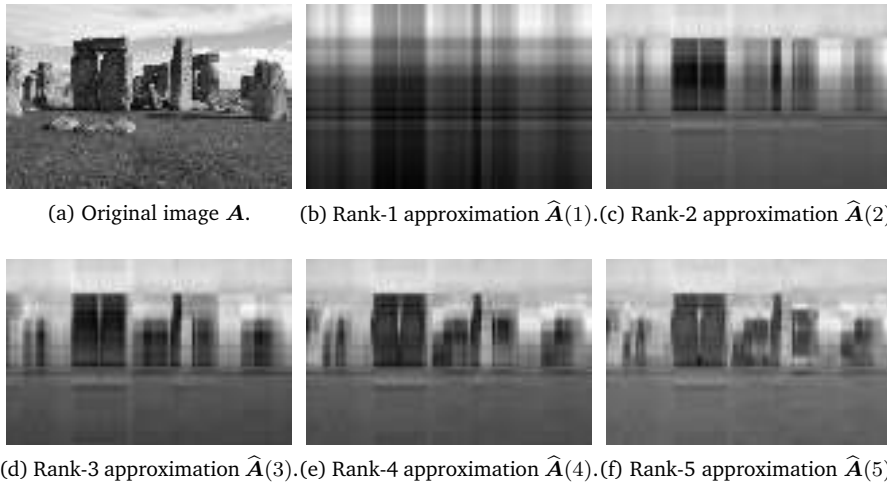 (a) Original image A.
(b) Rank-1 approximation Â(1).
(c) Rank-2 approximation Â(2)
(d) Rank-3 approximation Â(3).
(e) Rank-4 approximation Â(4).
(f) Rank-5 approximation Â(5)